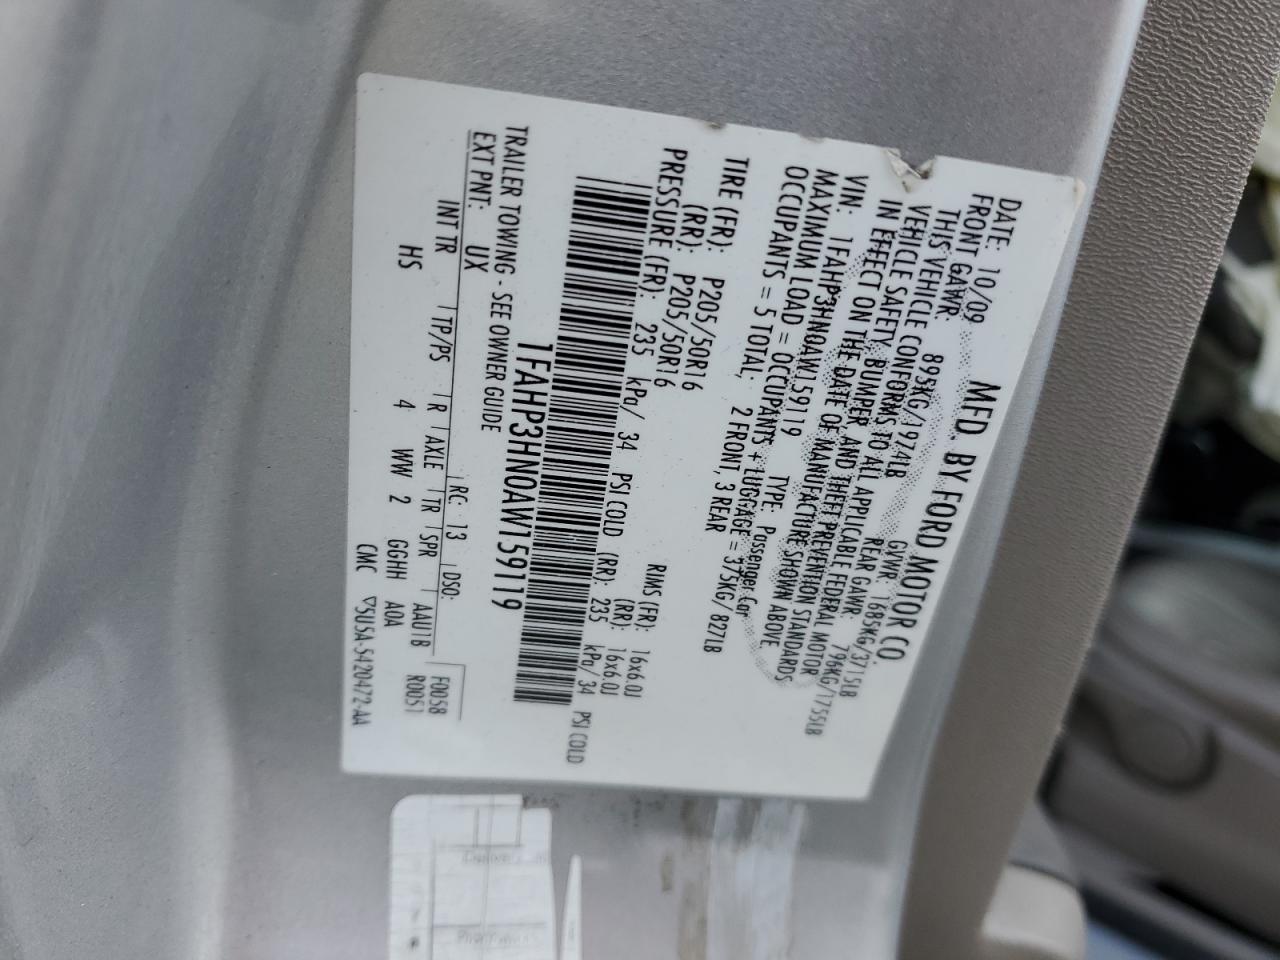 MFD. BY FORD MOTOR CO.
DATE: 10/09 GVWR: 1685KG/3715LB
FRONT GAWR: 895KG/1974LB REAR GAWR: 796KG/1755LB
THIS VEHICLE CONFORMS TO ALL APPLICABLE FEDERAL MOTOR
VEHICLE SAFETY, BUMPER, AND THEFT PREVENTION STANDARDS
IN EFFECT ON THE DATE OF MANUFACTURE SHOWN ABOVE.
VIN: 1FAHP3HN0AW159119 TYPE: Passenger Car
MAXIMUM LOAD = OCCUPANTS + LUGGAGE = 375KG/827LB
OCCUPANTS = 5 TOTAL, 2 FRONT, 3 REAR
TIRE (FR): P205/50R16 RIMS (FR): 16x6.0J
(RR): P205/50R16 (RR): 16x6.0J
PRESSURE (FR): 235 kPa/ 34 PSI COLD (RR): 235 kPa/ 34 PSI COLD
1FAHP3HN0AW159119
TRAILER TOWING - SEE OWNER GUIDE
EXT PNT: UX RC: 13 DSO: F0058
INT TR TP/PS R AXLE TR SPR R0051
HS 4 WW 2 GGHH AAU1B
CMC A0A
▽5U5A-5420472-AA